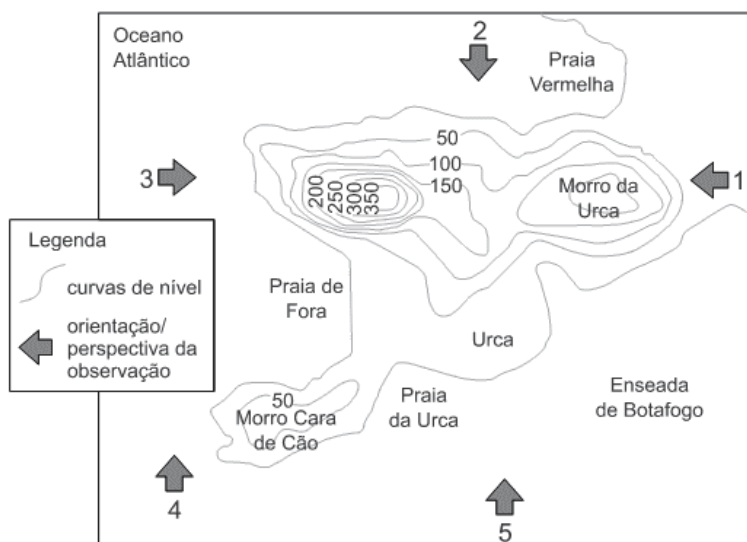 Oceano
Atlântico
2
Praia
Vermelha
50
100
150
200
250
300
350
3
1
Morro da
Urca
Legenda
curvas de nível
orientação/
perspectiva da
observação
Praia de
Fora
Urca
50
Morro Cara
de Cão
Praia
da Urca
Enseada
de Botafogo
4
5